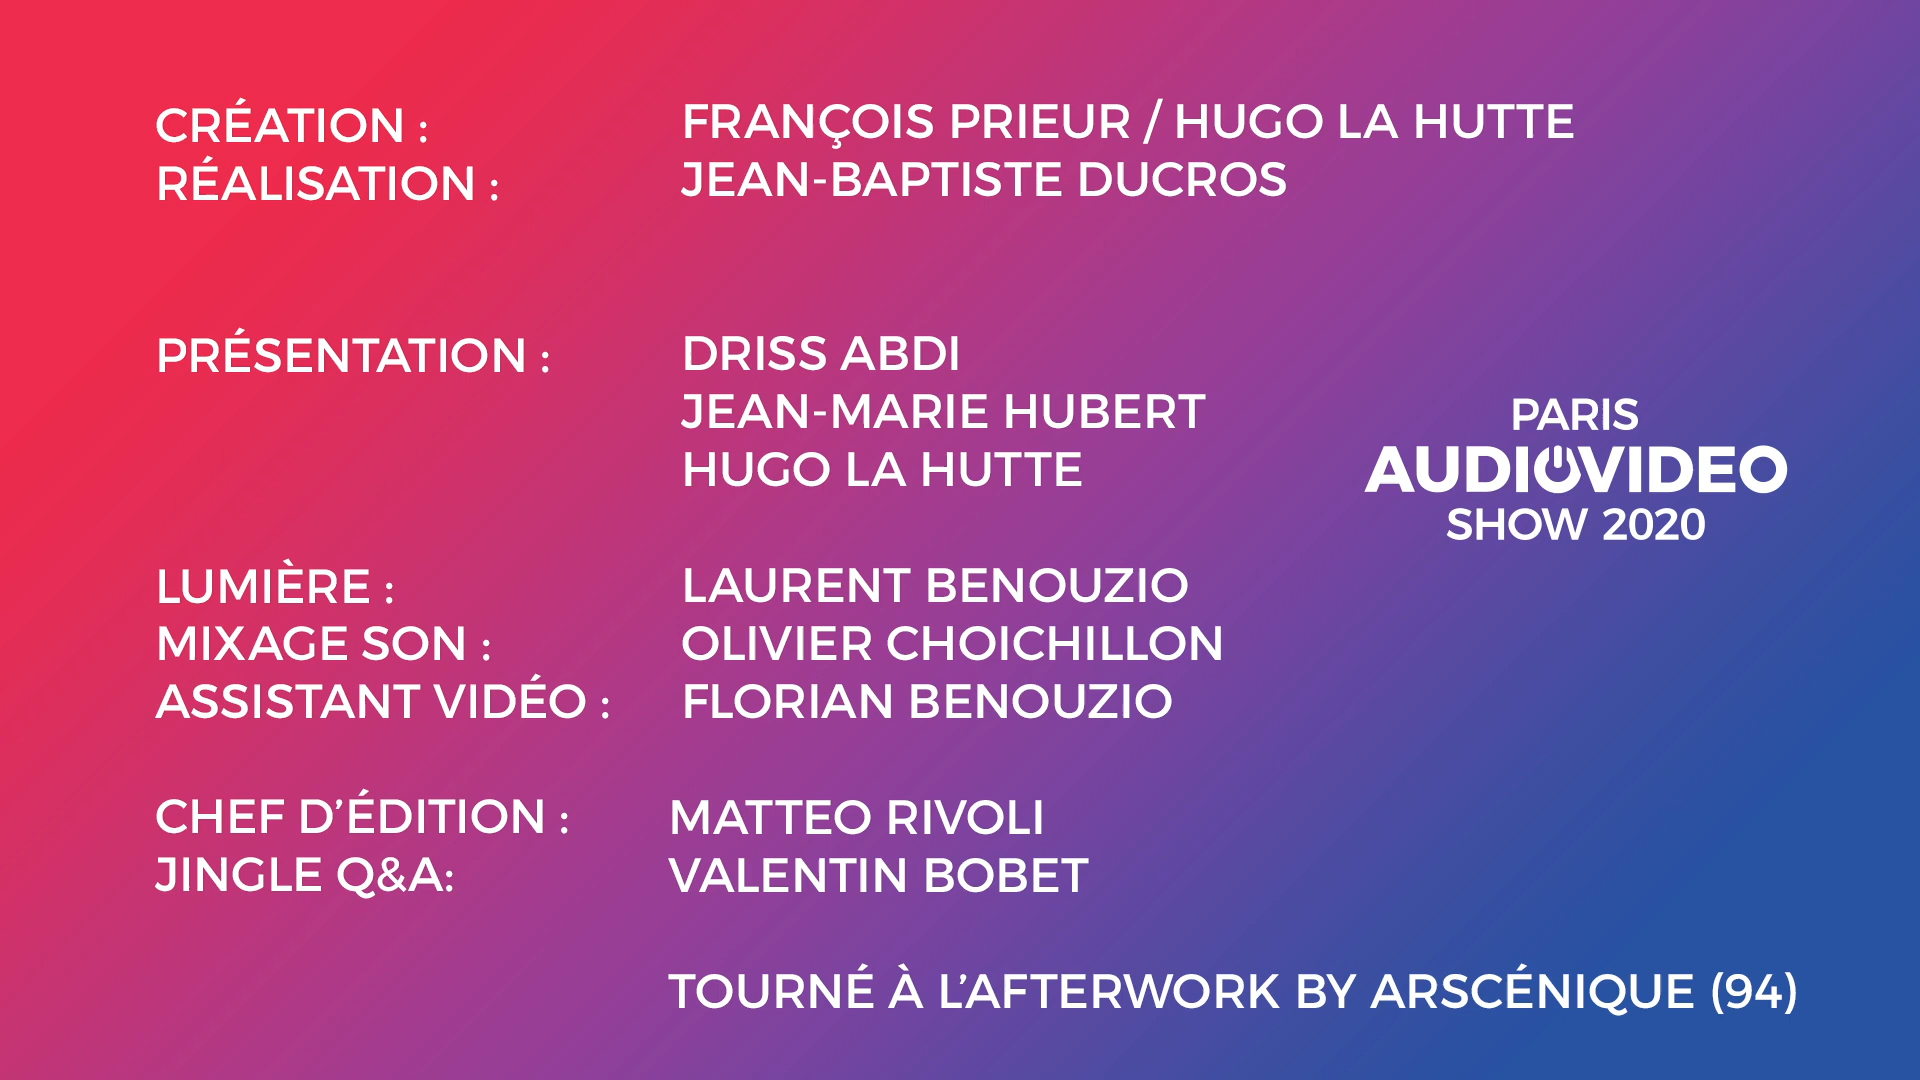 CRÉATION : FRANÇOIS PRIEUR / HUGO LA HUTTE
RÉALISATION : JEAN-BAPTISTE DUCROS
PRÉSENTATION : DRISS ABDI
JEAN-MARIE HUBERT
HUGO LA HUTTE
PARIS
AUDIOVIDEO
SHOW 2020
LUMIÈRE : LAURENT BENOUZIO
MIXAGE SON : OLIVIER CHOICHILLON
ASSISTANT VIDÉO : FLORIAN BENOUZIO
CHEF D'ÉDITION : MATTEO RIVOLI
JINGLE Q&A: VALENTIN BOBET
TOURNÉ À L'AFTERWORK BY ARSCÉNIQUE (94)